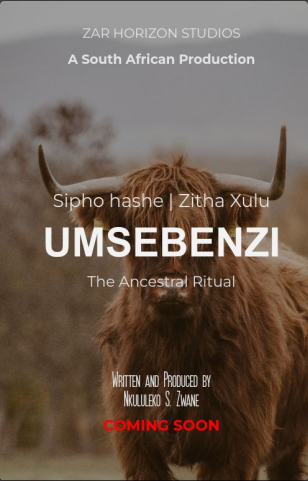 ZAR HORIZON STUDIOS
A South African Production
Sipho hashe | Zitha Xulu
UMSEBENZI
The Ancestral Ritual
Written and Produced by
Nkululeko S. Zwane
COMING SOON